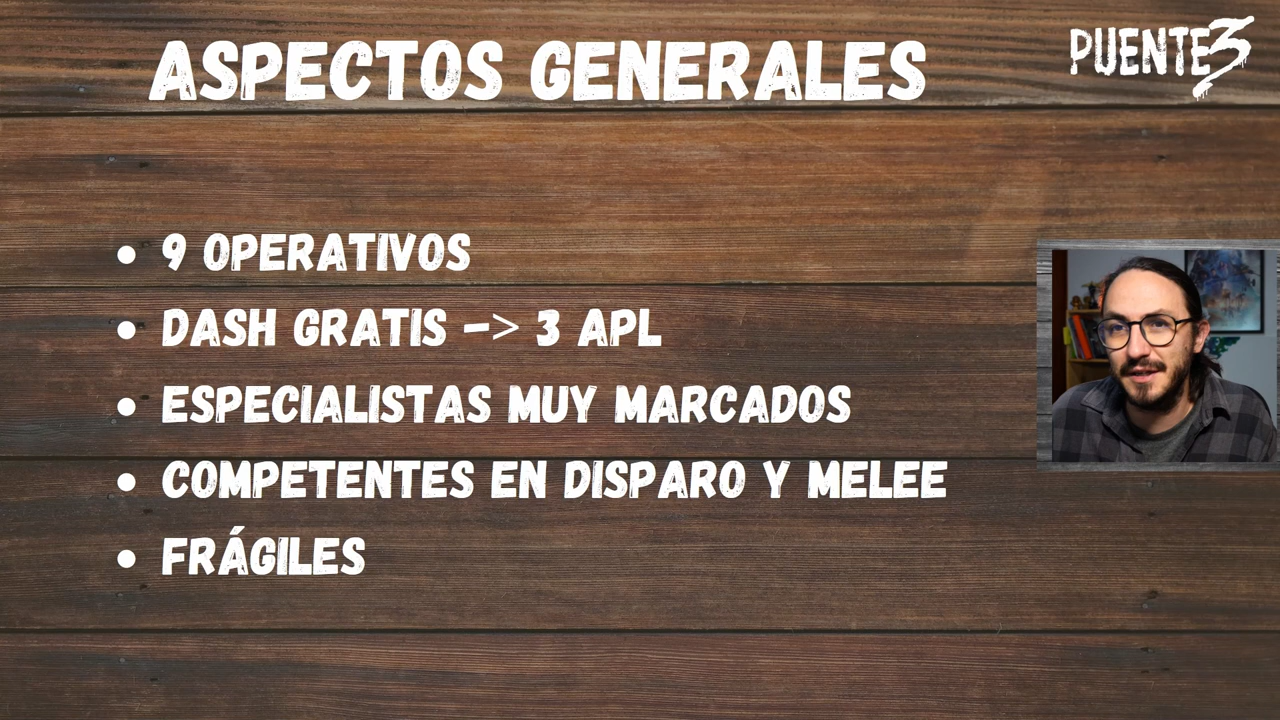 ASPECTOS GENERALES
PUENTE3
9 OPERATIVOS
DASH GRATIS -> 3 APL
ESPECIALISTAS MUY MARCADOS
COMPETENTES EN DISPARO Y MELEE
FRÁGILES